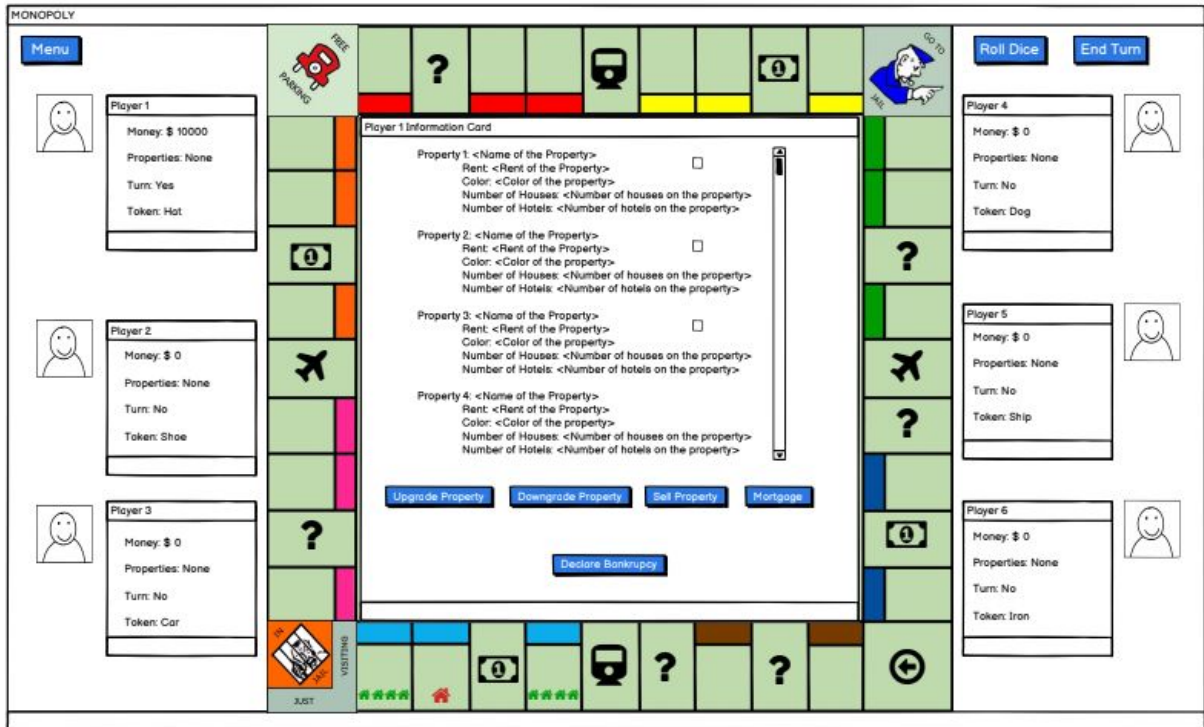 MONOPOLY
Menu
Roll Dice
End Turn
FREE
PARKING
?
1
GO TO
JAIL
Player 1
Money: $ 10000
Properties: None
Turn: Yes
Token: Hat
Player 2
Money: $ 0
Properties: None
Turn: No
Token: Shoe
Player 3
Money: $ 0
Properties: None
Turn: No
Token: Car
1
?
Player 1 Information Card
Property 1: <Name of the Property>
Rent: <Rent of the Property>
Color: <Color of the property>
Number of Houses: <Number of houses on the property>
Number of Hotels: <Number of hotels on the property>
Property 2: <Name of the Property>
Rent: <Rent of the Property>
Color: <Color of the property>
Number of Houses: <Number of houses on the property>
Number of Hotels: <Number of hotels on the property>
Property 3: <Name of the Property>
Rent: <Rent of the Property>
Color: <Color of the property>
Number of Houses: <Number of houses on the property>
Number of Hotels: <Number of hotels on the property>
Property 4: <Name of the Property>
Rent: <Rent of the Property>
Color: <Color of the property>
Number of Houses: <Number of houses on the property>
Number of Hotels: <Number of hotels on the property>
Upgrade Property
Downgrade Property
Sell Property
Mortgage
Declare Bankrupcy
?
?
1
Player 4
Money: $ 0
Properties: None
Turn: No
Token: Dog
Player 5
Money: $ 0
Properties: None
Turn: No
Token: Ship
Player 6
Money: $ 0
Properties: None
Turn: No
Token: Iron
IN
JAIL
JUST
VISITING
1
?
?